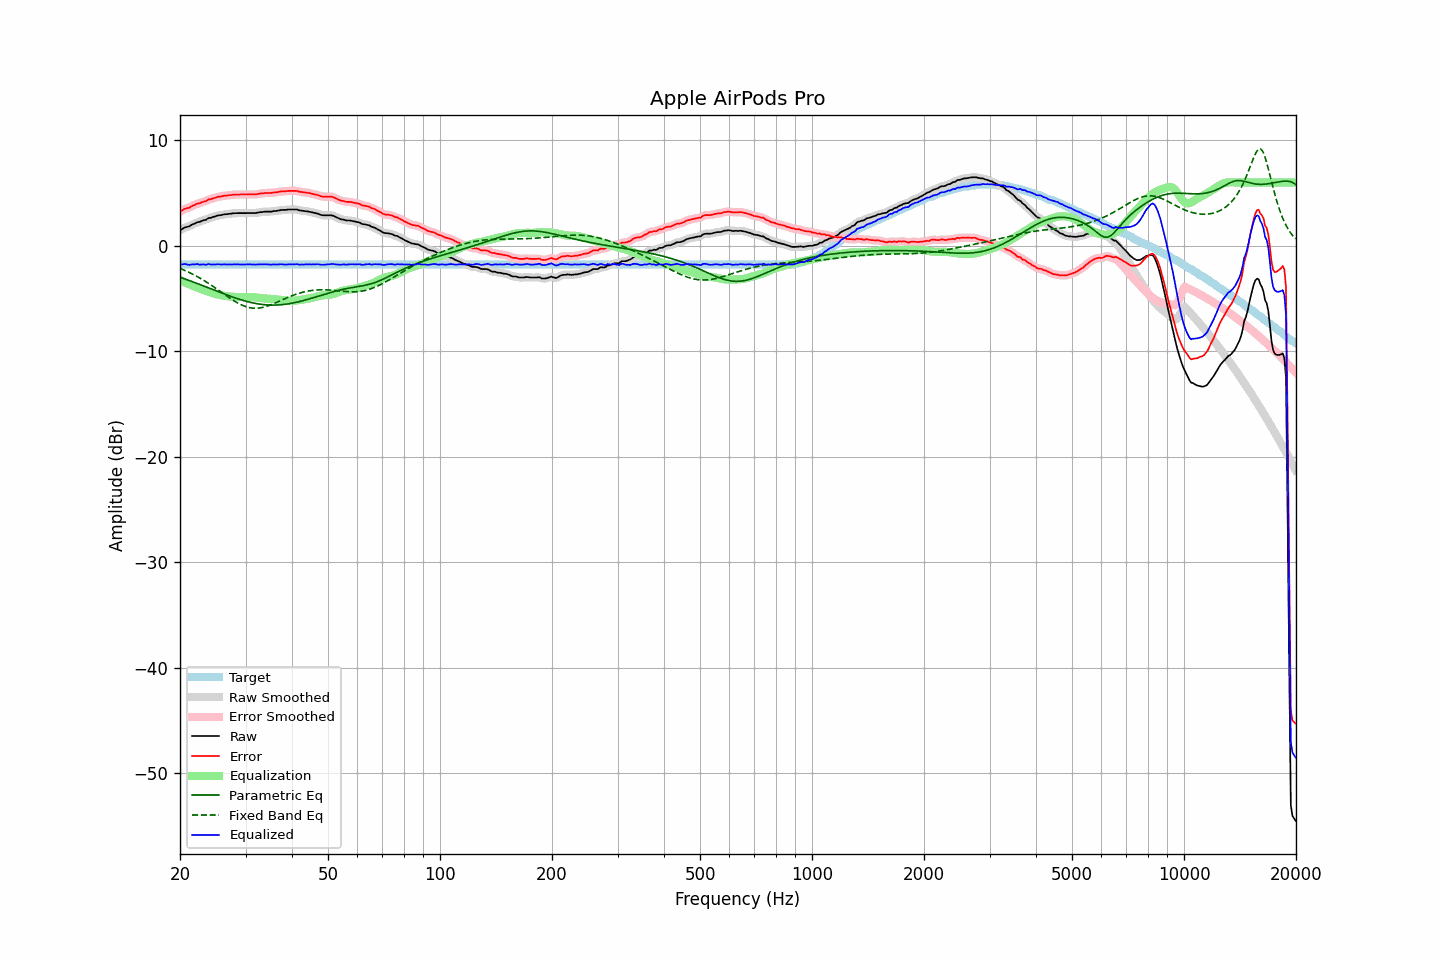 Apple AirPods Pro
10
0
−10
−20
−30
−40
−50
Amplitude (dBr)
Target
Raw Smoothed
Error Smoothed
Raw
Error
Equalization
Parametric Eq
Fixed Band Eq
Equalized
20 50 100 200 500 1000 2000 5000 10000 20000
Frequency (Hz)